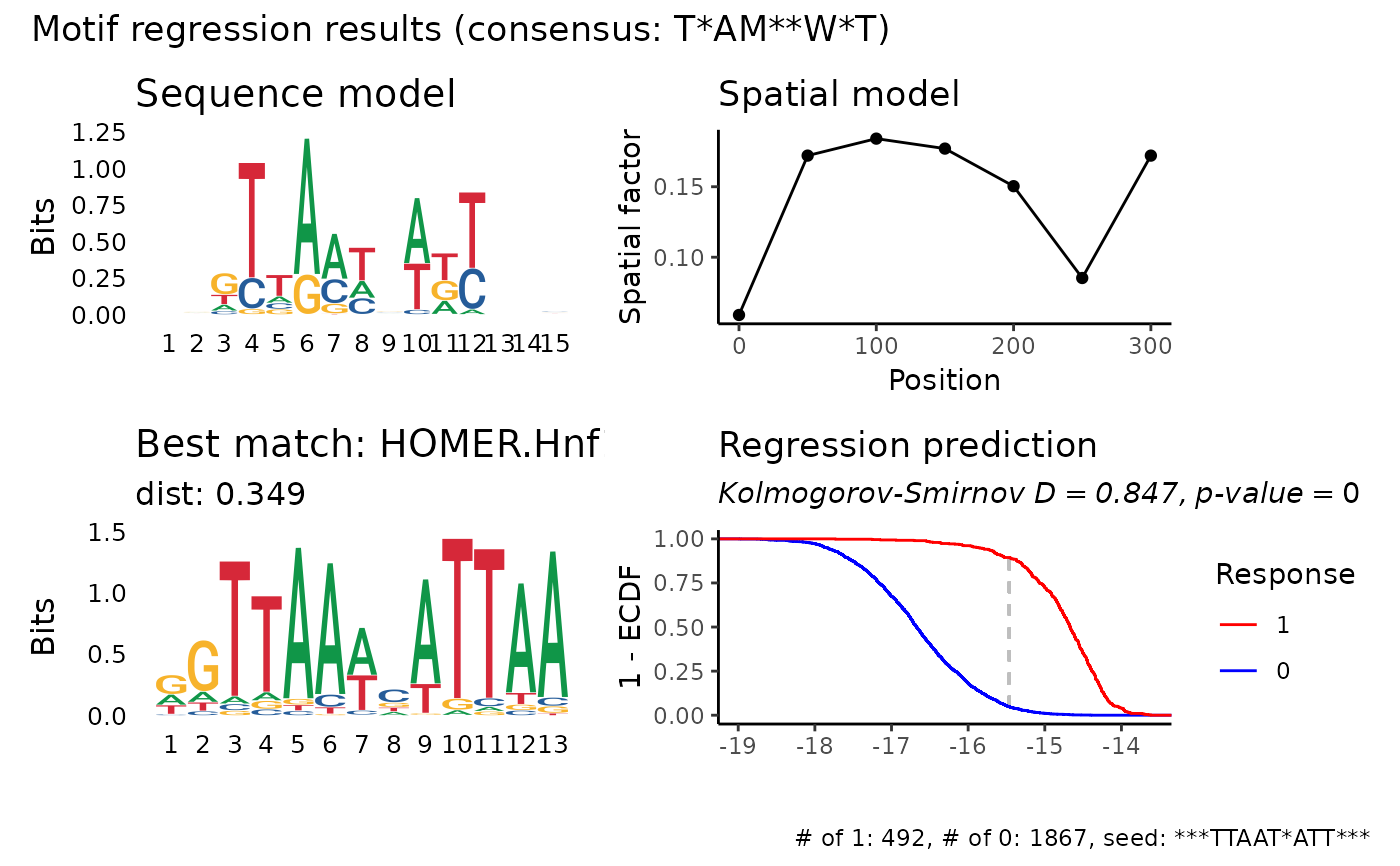 Motif regression results (consensus: T*AM**W*T)
Sequence model
Bits
1.25
1.00
0.75
0.50
0.25
0.00
1 2 3 4 5 6 7 8 9 10 11 12 13 14 15
Spatial model
Spatial factor
0.15
0.10
0 100 200 300
Position
Best match: HOMER.Hnf
dist: 0.349
Bits
1.5
1.0
0.5
0.0
1 2 3 4 5 6 7 8 9 10 11 12 13
Regression prediction
Kolmogorov-Smirnov D = 0.847, p-value = 0
1 - ECDF
1.00
0.75
0.50
0.25
0.00
-19 -18 -17 -16 -15 -14
Response
1
0
# of 1: 492, # of 0: 1867, seed: ***TTAAT*ATT***